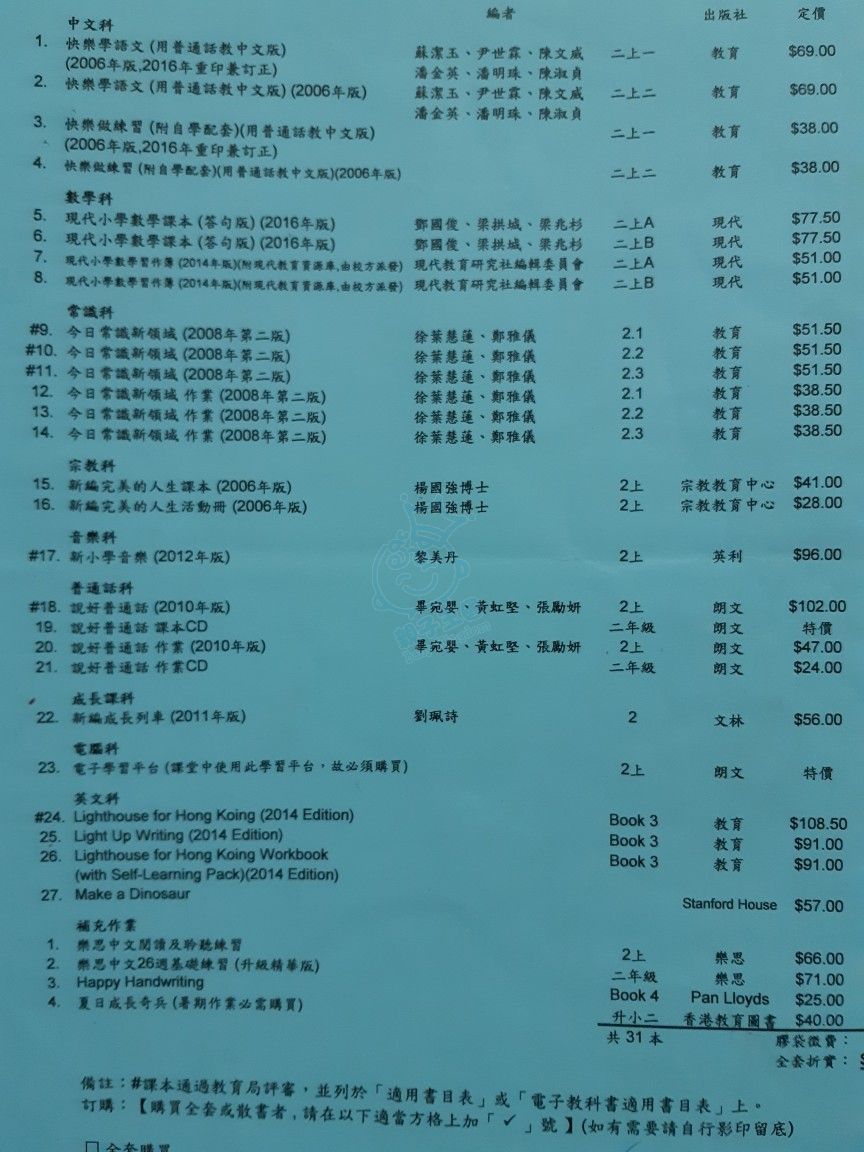 編者 出版社 定價
中文科
1. 快樂學語文 (用普通話教中文版) 蘇潔玉、尹世霖、陳文威 二上一 教育 $69.00
(2006年版,2016年重印兼訂正) 潘金英、潘明珠、陳淑貞
2. 快樂學語文 (用普通話教中文版) (2006年版) 蘇潔玉、尹世霖、陳文威 二上二 教育 $69.00
潘金英、潘明珠、陳淑貞
3. 快樂做練習 (附自學配套)(用普通話教中文版) 二上一 教育 $38.00
(2006年版,2016年重印兼訂正)
4. 快樂做練習 (附自學配套)(用普通話教中文版)(2006年版) 二上二 教育 $38.00
數學科
5. 現代小學數學課本 (答句版) (2016年版) 鄧國俊、梁拱城、梁兆杉 二上A 現代 $77.50
6. 現代小學數學課本 (答句版) (2016年版) 鄧國俊、梁拱城、梁兆杉 二上B 現代 $77.50
7. 現代小學數學習作簿 (2014年版)(附現代教育資源庫,由校方派發) 現代教育研究社編輯委員會 二上A 現代 $51.00
8. 現代小學數學習作簿 (2014年版)(附現代教育資源庫,由校方派發) 現代教育研究社編輯委員會 二上B 現代 $51.00
常識科
#9. 今日常識新領域 (2008年第二版) 徐葉慧蓮、鄭雅儀 2.1 教育 $51.50
#10. 今日常識新領域 (2008年第二版) 徐葉慧蓮、鄭雅儀 2.2 教育 $51.50
#11. 今日常識新領域 (2008年第二版) 徐葉慧蓮、鄭雅儀 2.3 教育 $51.50
12. 今日常識新領域 作業 (2008年第二版) 徐葉慧蓮、鄭雅儀 2.1 教育 $38.50
13. 今日常識新領域 作業 (2008年第二版) 徐葉慧蓮、鄭雅儀 2.2 教育 $38.50
14. 今日常識新領域 作業 (2008年第二版) 徐葉慧蓮、鄭雅儀 2.3 教育 $38.50
宗教科
15. 新編完美的人生課本 (2006年版) 楊國強博士 2上 宗教教育中心 $41.00
16. 新編完美的人生活動冊 (2006年版) 楊國強博士 2上 宗教教育中心 $28.00
音樂科
#17. 新小學音樂 (2012年版) 黎美丹 2上 英利 $96.00
普通話科
#18. 說好普通話 (2010年版) 畢宛嬰、黃虹堅、張勵妍 2上 朗文 $102.00
19. 說好普通話 課本CD 二年級 朗文 特價
20. 說好普通話 作業 (2010年版) 畢宛嬰、黃虹堅、張勵妍 2上 朗文 $47.00
21. 說好普通話 作業CD 二年級 朗文 $24.00
成長課科
22. 新編成長列車 (2011年版) 劉珮詩 2 文林 $56.00
電腦科
23. 電子學習平台 (課堂中使用此學習平台，故必須購買) 2上 朗文 特價
英文科
#24. Lighthouse for Hong Koing (2014 Edition) Book 3 教育 $108.50
25. Light Up Writing (2014 Edition) Book 3 教育 $91.00
26. Lighthouse for Hong Koing Workbook Book 3 教育 $91.00
(with Self-Learning Pack)(2014 Edition)
27. Make a Dinosaur Stanford House $57.00
補充作業
1. 樂思中文閱讀及聆聽練習 2上 樂思 $66.00
2. 樂思中文26週基礎練習 (升級精華版) 二年級 樂思 $71.00
3. Happy Handwriting Book 4 Pan Lloyds $25.00
4. 夏日成長奇兵 (暑期作業必需購買) 升小二 香港教育圖書 $40.00
共 31 本 膠袋徵費：
全套折實：
備註：#課本通過教育局評審，並列於「適用書目表」或「電子教科書適用書目表」上。
訂購：【購買全套或散書者,請在以下適當方格上加「✓」號 】(如有需要請自行影印留底)
□ 全套購買